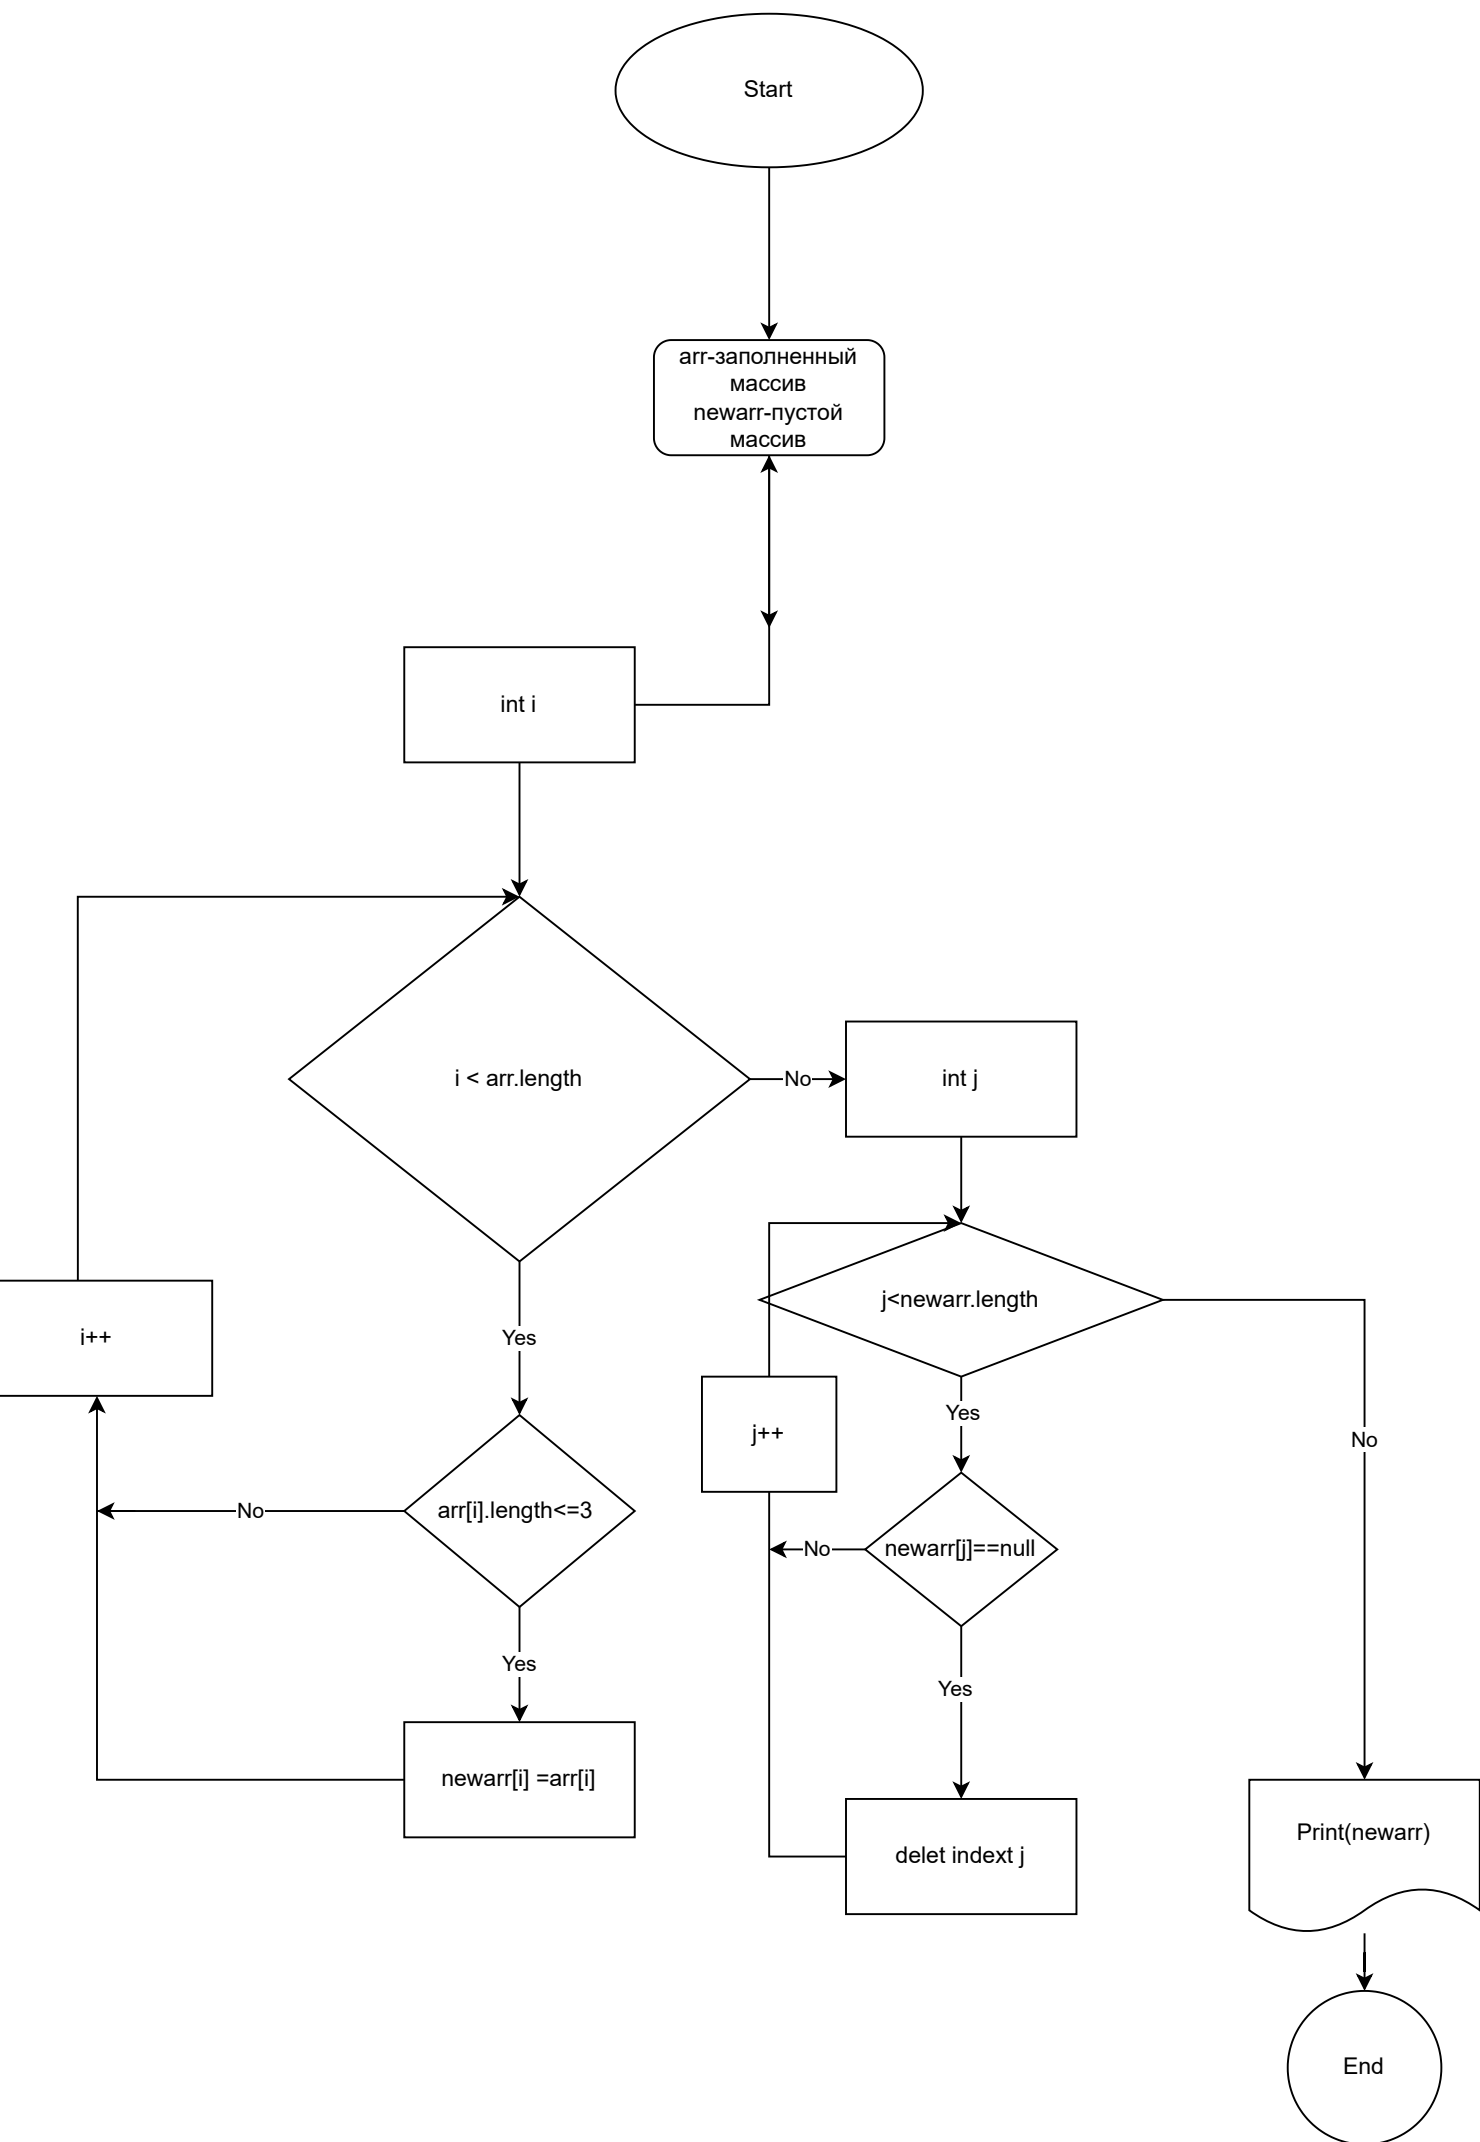 Start
arr-заполненный
массив
newarr-пустой
массив
int i
i < arr.length
No
int j
j<newarr.length
i++
Yes
Yes
j++
No
arr[i].length<=3
No
No
newarr[j]==null
Yes
Yes
newarr[i] =arr[i]
delet indext j
Print(newarr)
End